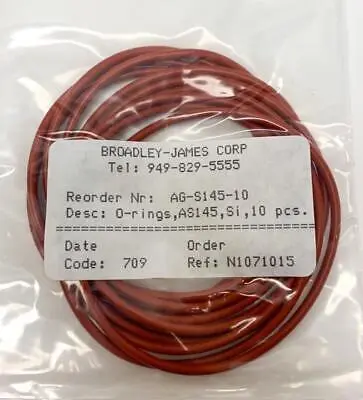 BROADLEY-JAMES CORP
Tel: 949-829-5555
Reorder Nr: AG-S145-10
Desc: O-rings,AS145,Si,10 pcs.
Date Order
Code: 709 Ref: N1071015